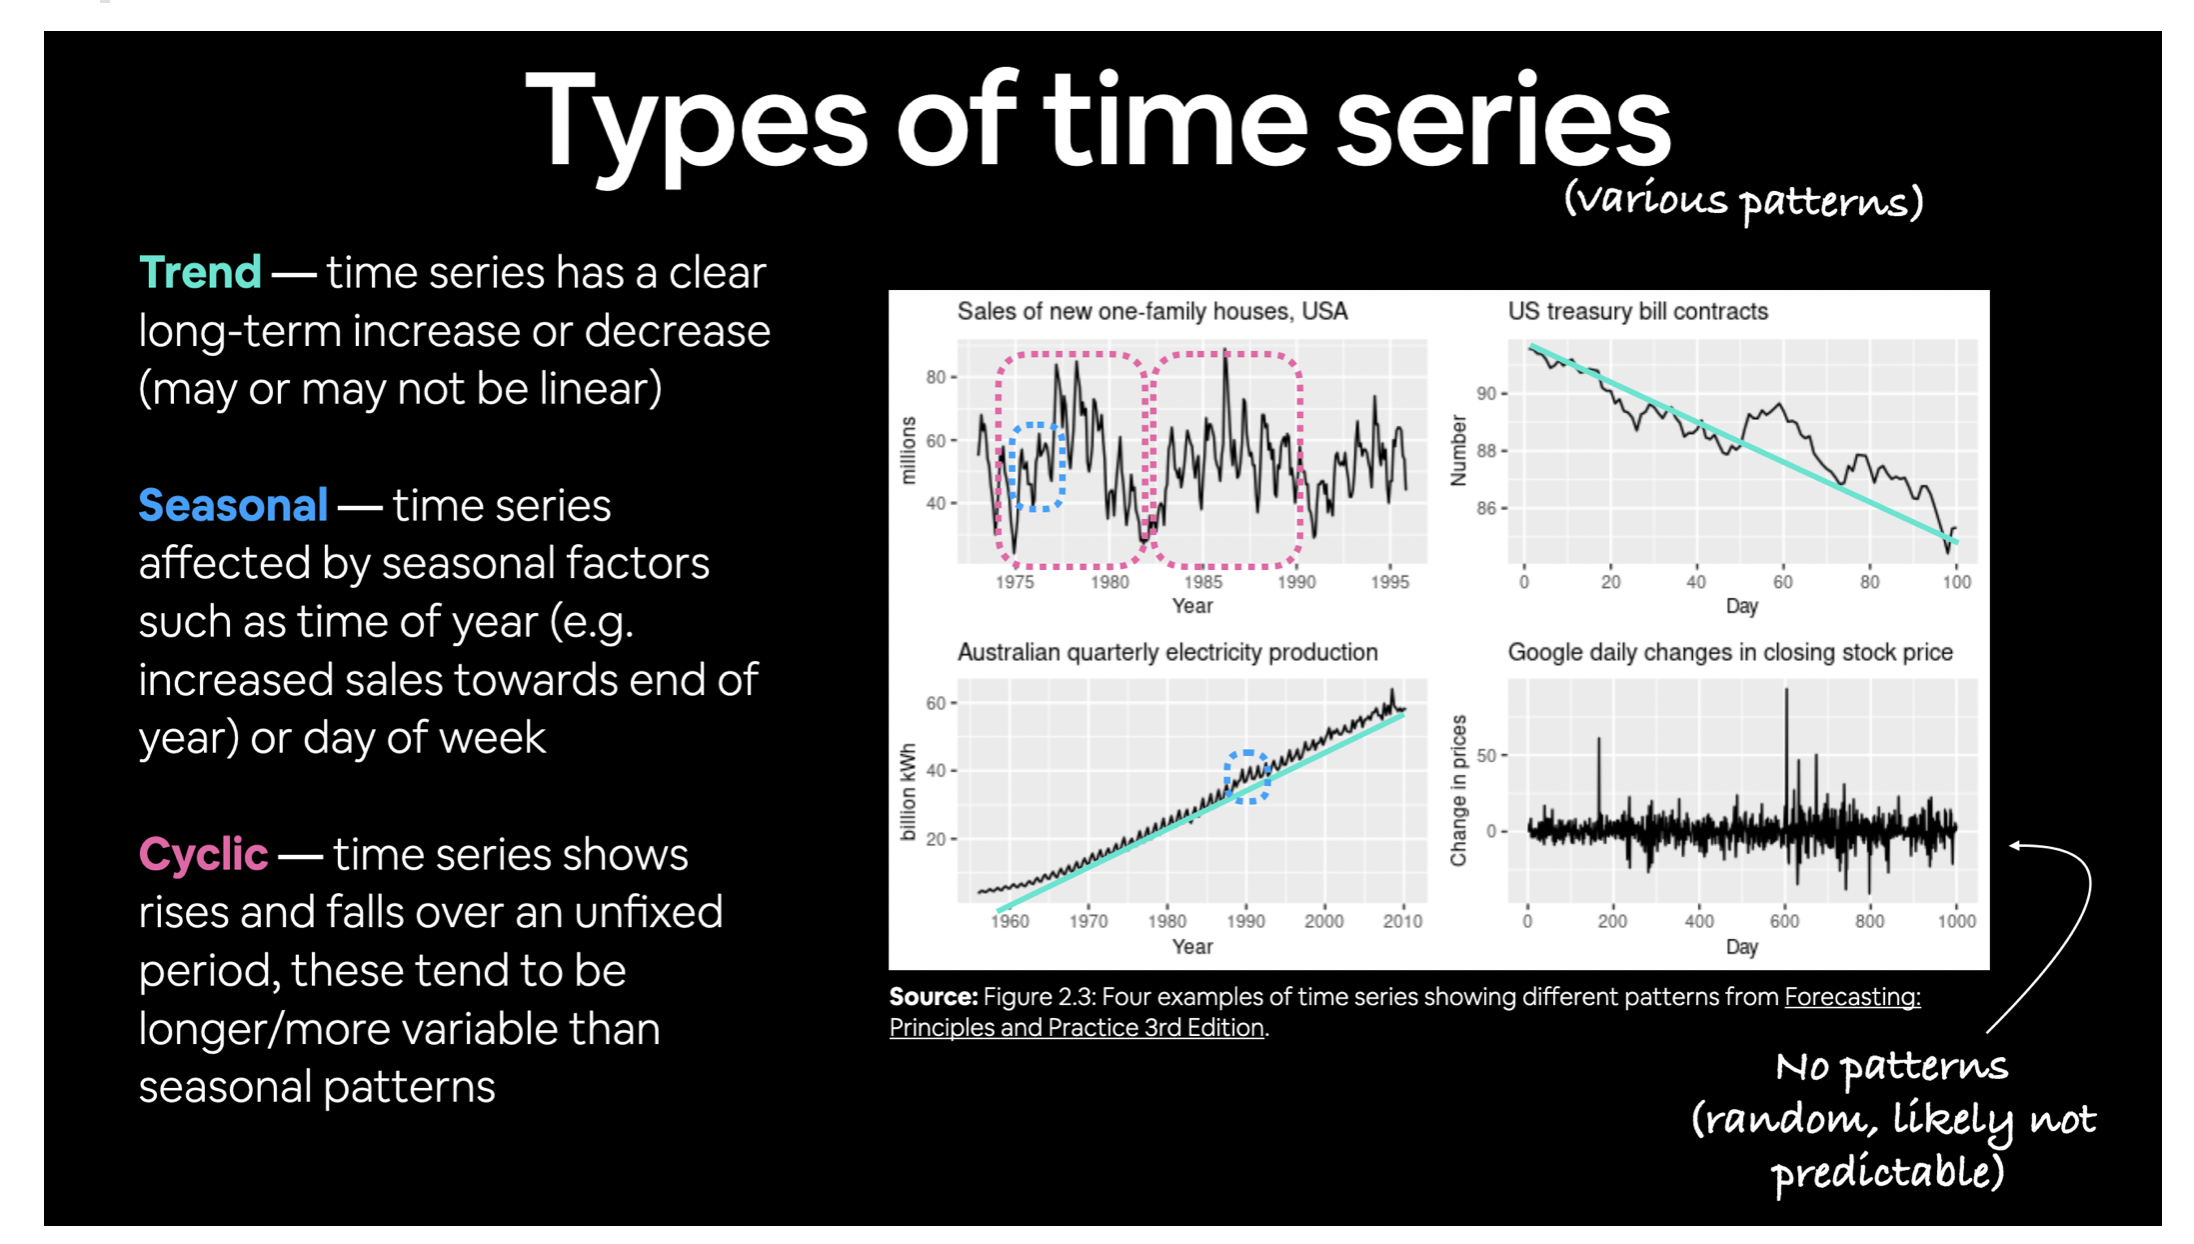 Types of time series
(various patterns)
Trend — time series has a clear
long-term increase or decrease
(may or may not be linear)
Seasonal — time series
affected by seasonal factors
such as time of year (e.g.
increased sales towards end of
year) or day of week
Cyclic — time series shows
rises and falls over an unfixed
period, these tend to be
longer/more variable than
seasonal patterns
Sales of new one-family houses, USA
millions
80
60
40
1975 1980 1985 1990 1995
Year
US treasury bill contracts
Number
90
88
86
0 20 40 60 80 100
Day
Australian quarterly electricity production
billion kWh
60
40
20
1960 1970 1980 1990 2000 2010
Year
Google daily changes in closing stock price
Change in prices
50
0
0 200 400 600 800 1000
Day
Source: Figure 2.3: Four examples of time series showing different patterns from Forecasting:
Principles and Practice 3rd Edition.
No patterns
(random, likely not
predictable)